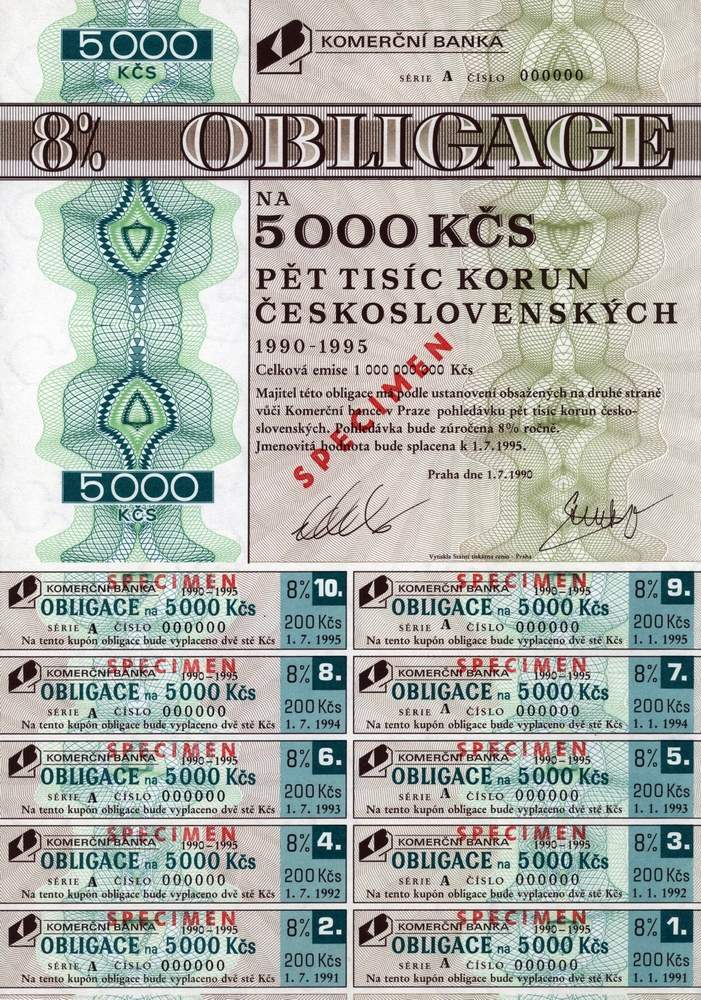 5000
KČS
KOMERČNÍ BANKA
SÉRIE A ČÍSLO 000000
8% OBLIGACE
NA
5000 KČS
PĚT TISÍC KORUN
ČESKOSLOVENSKÝCH
1990-1995
Celková emise 1 000 000 000 Kčs
SPECIMEN
Majitel této obligace má podle ustanovení obsažených na druhé straně
vůči Komerční bance v Praze pohledávku pět tisíc korun česko-
slovenských. Pohledávka bude zúročena 8% ročně.
Jmenovitá hodnota bude splacena k 1.7.1995.
5000
KČS
Praha dne 1.7.1990
Vytiskla Státní tiskárna cenin - Praha
SPECIMEN
KOMERČNÍ BANKA 1990-1995 8% 10.
OBLIGACE na 5000 Kčs
SÉRIE A ČÍSLO 000000 200 Kčs
Na tento kupón obligace bude vyplaceno dvě stě Kčs 1. 7. 1995
SPECIMEN
KOMERČNÍ BANKA 1990-1995 8% 9.
OBLIGACE na 5000 Kčs
SÉRIE A ČÍSLO 000000 200 Kčs
Na tento kupón obligace bude vyplaceno dvě stě Kčs 1. 1. 1995
SPECIMEN
KOMERČNÍ BANKA 1990-1995 8% 8.
OBLIGACE na 5000 Kčs
SÉRIE A ČÍSLO 000000 200 Kčs
Na tento kupón obligace bude vyplaceno dvě stě Kčs 1. 7. 1994
SPECIMEN
KOMERČNÍ BANKA 1990-1995 8% 7.
OBLIGACE na 5000 Kčs
SÉRIE A ČÍSLO 000000 200 Kčs
Na tento kupón obligace bude vyplaceno dvě stě Kčs 1. 1. 1994
SPECIMEN
KOMERČNÍ BANKA 1990-1995 8% 6.
OBLIGACE na 5000 Kčs
SÉRIE A ČÍSLO 000000 200 Kčs
Na tento kupón obligace bude vyplaceno dvě stě Kčs 1. 7. 1993
SPECIMEN
KOMERČNÍ BANKA 1990-1995 8% 5.
OBLIGACE na 5000 Kčs
SÉRIE A ČÍSLO 000000 200 Kčs
Na tento kupón obligace bude vyplaceno dvě stě Kčs 1. 1. 1993
SPECIMEN
KOMERČNÍ BANKA 1990-1995 8% 4.
OBLIGACE na 5000 Kčs
SÉRIE A ČÍSLO 000000 200 Kčs
Na tento kupón obligace bude vyplaceno dvě stě Kčs 1. 7. 1992
SPECIMEN
KOMERČNÍ BANKA 1990-1995 8% 3.
OBLIGACE na 5000 Kčs
SÉRIE A ČÍSLO 000000 200 Kčs
Na tento kupón obligace bude vyplaceno dvě stě Kčs 1. 1. 1992
SPECIMEN
KOMERČNÍ BANKA 1990-1995 8% 2.
OBLIGACE na 5000 Kčs
SÉRIE A ČÍSLO 000000 200 Kčs
Na tento kupón obligace bude vyplaceno dvě stě Kčs 1. 7. 1991
SPECIMEN
KOMERČNÍ BANKA 1990-1995 8% 1.
OBLIGACE na 5000 Kčs
SÉRIE A ČÍSLO 000000 200 Kčs
Na tento kupón obligace bude vyplaceno dvě stě Kčs 1. 1. 1991